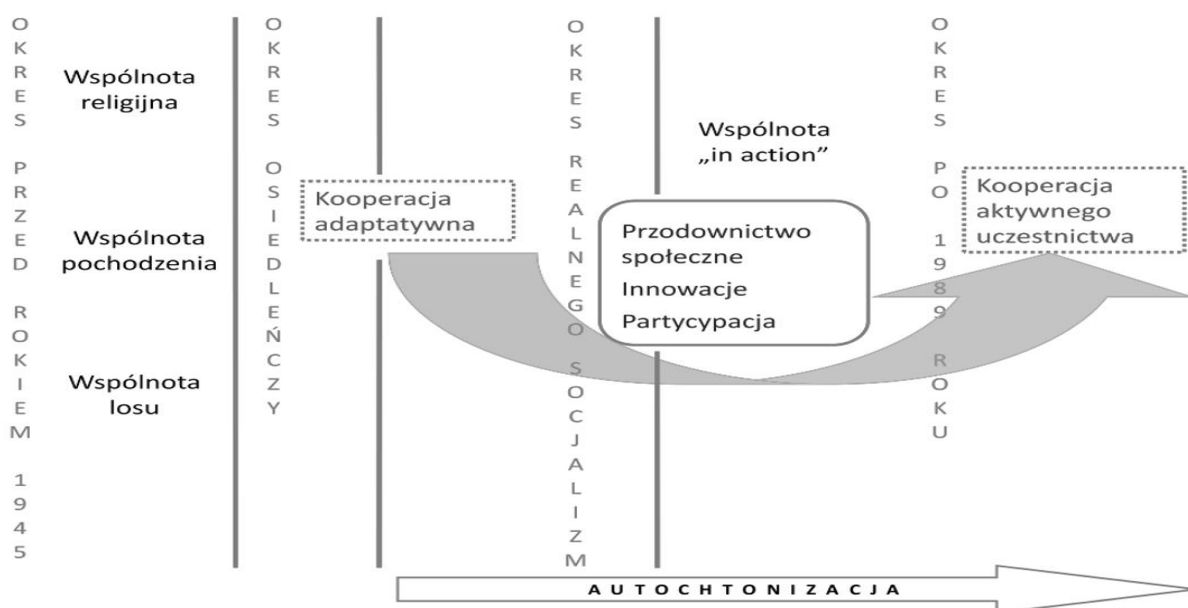 OKRES PRZED ROKIEM 1945
Wspólnota
religijna
Wspólnota
pochodzenia
Wspólnota
losu
OKRES OSIEDLEŃCZY
Kooperacja
adaptatywna
OKRES REALNEGO SOCJALIZM
Wspólnota
„in action”
Przodownictwo
społeczne
Innowacje
Partycypacja
OKRES PO 1989 ROKU
Kooperacja
aktywnego
uczestnictwa
AUTOCHTONIZACJA